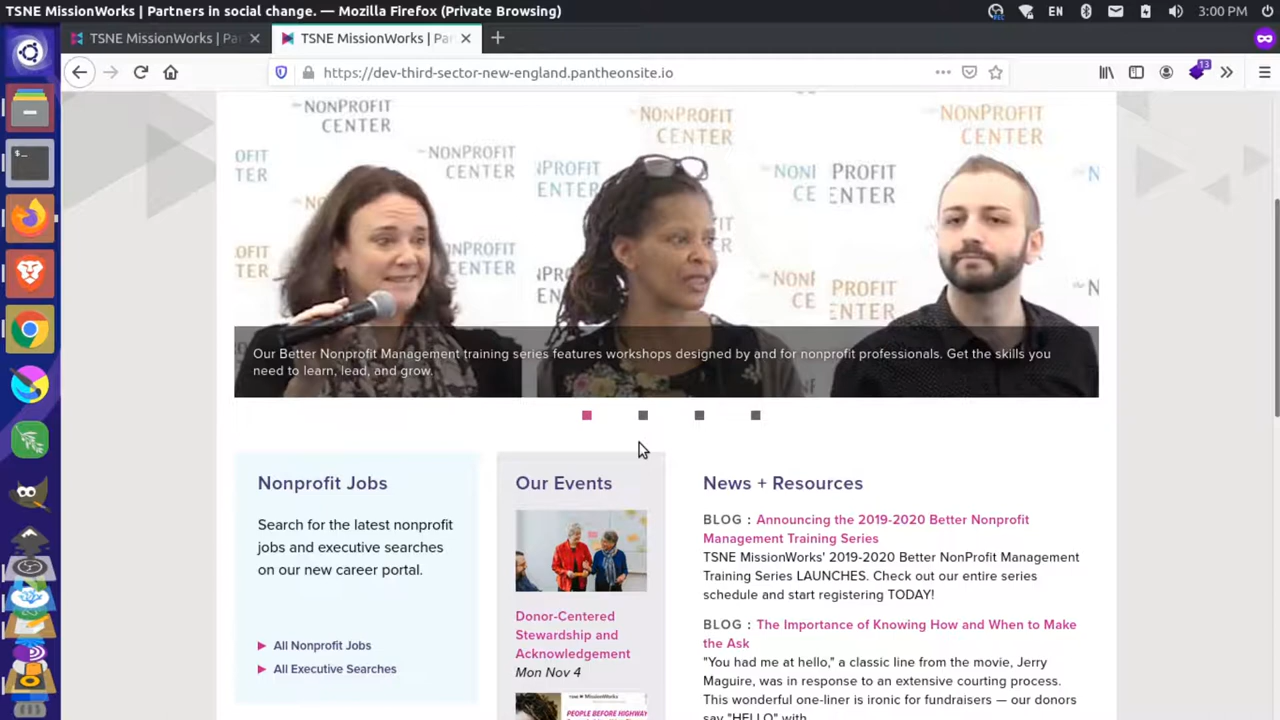 TSNE MissionWorks | Partners in social change. — Mozilla Firefox (Private Browsing)
EN
3:00 PM
TSNE MissionWorks | Pa
TSNE MissionWorks | Pa
https://dev-third-sector-new-england.pantheonsite.io
13
THE NONPROFIT CENTER
NONPROFIT CENTER
NONPROFIT CENTER
OFIT TER
NONPROFIT CENTER
PROFIT CENTER
OFIT TER
NONPROFIT CENTER
PROFIT CENTER
Our Better Nonprofit Management training series features workshops designed by and for nonprofit professionals. Get the skills you
need to learn, lead, and grow.
Nonprofit Jobs
Search for the latest nonprofit
jobs and executive searches
on our new career portal.
All Nonprofit Jobs
All Executive Searches
Our Events
Donor-Centered
Stewardship and
Acknowledgement
Mon Nov 4
TSNE MissionWorks
PEOPLE BEFORE HIGHWAY
News + Resources
BLOG : Announcing the 2019-2020 Better Nonprofit
Management Training Series
TSNE MissionWorks' 2019-2020 Better NonProfit Management
Training Series LAUNCHES. Check out our entire series
schedule and start registering TODAY!
BLOG : The Importance of Knowing How and When to Make
the Ask
"You had me at hello," a classic line from the movie, Jerry
Maguire, was in response to an extensive courting process.
This wonderful one-liner is ironic for fundraisers — our donors
say "HELLO" with